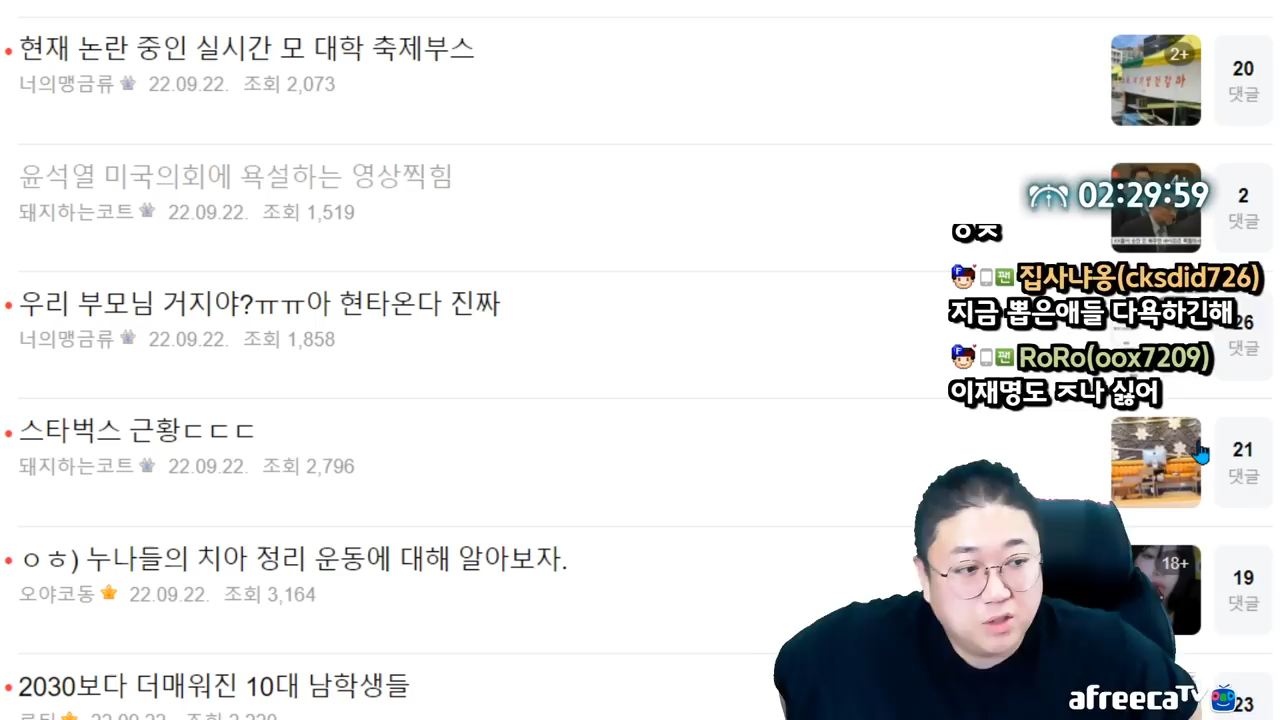 현재 논란 중인 실시간 모 대학 축제부스
너의맹금류 22.09.22. 조회 2,073
2+
20
댓글
윤석열 미국의회에 욕설하는 영상찍힘
돼지하는코트 22.09.22. 조회 1,519
2
댓글
02:29:59
ㅇㅈ
집사냐옹(cksdid726)
지금 뽑은애들 다욕하긴해
RoRo(oox7209)
이재명도 ㅈ나 싫어
우리 부모님 거지야?ㅠㅠ아 현타온다 진짜
너의맹금류 22.09.22. 조회 1,858
26
댓글
스타벅스 근황ㄷㄷㄷ
돼지하는코트 22.09.22. 조회 2,796
21
댓글
ㅇㅎ) 누나들의 치아 정리 운동에 대해 알아보자.
오야코동 22.09.22. 조회 3,164
18+
19
댓글
2030보다 더매워진 10대 남학생들
23
afreecaTV